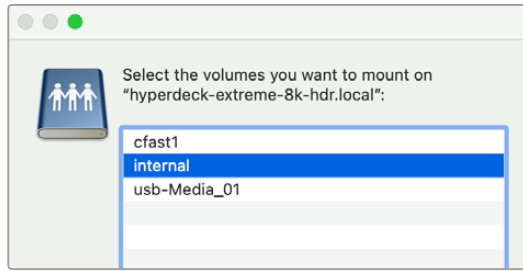 Select the volumes you want to mount on
“hyperdeck-extreme-8k-hdr.local”:
cfast1
internal
usb-Media_01